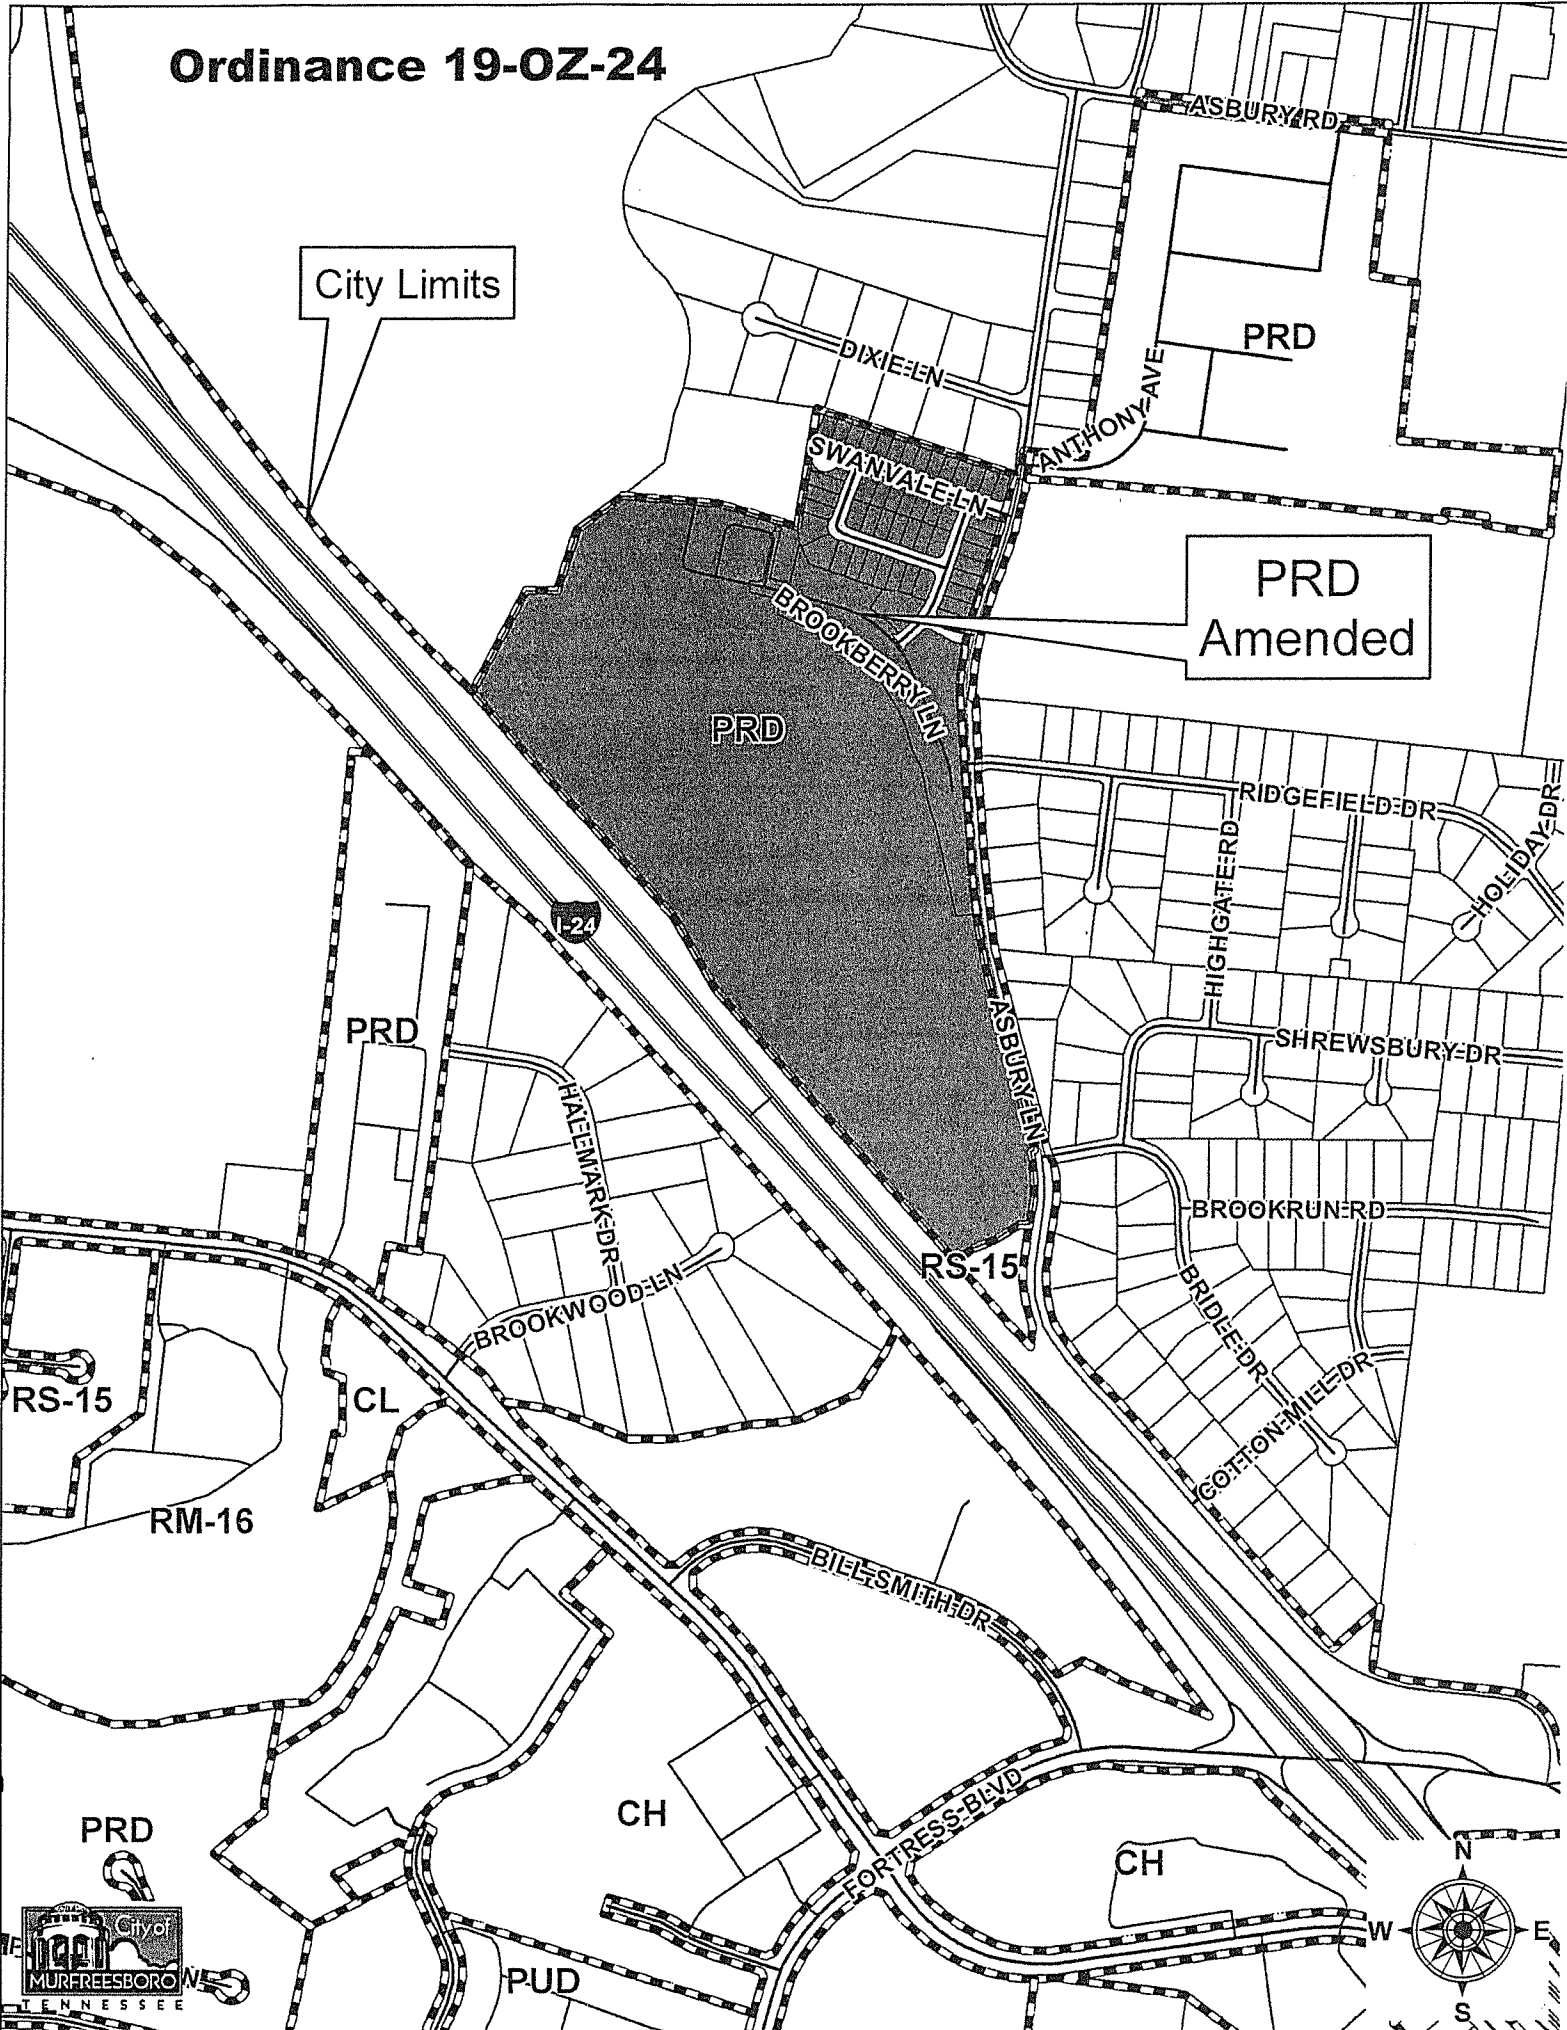 Ordinance 19-OZ-24
ASBURY RD
City Limits
PRD
DIXIE LN
ANTHONY AVE
SWANVALE LN
PRD
Amended
BROOKBERRY LN
PRD
RIDGEFIELD DR
HIGHGATE RD
HOLIDAY DR
I-24
PRD
ASBURY LN
SHREWSBURY DR
HALLMARK DR
BROOKRUN RD
BROOKWOOD LN
RS-15
BRIDLE DR
RS-15
CL
COTTON MILL DR
RM-16
BILL SMITH DR
PRD
CH
FORTRESS BLVD
CH
N
W
E
S
City of
MURFREESBORO
TENNESSEE
PUD